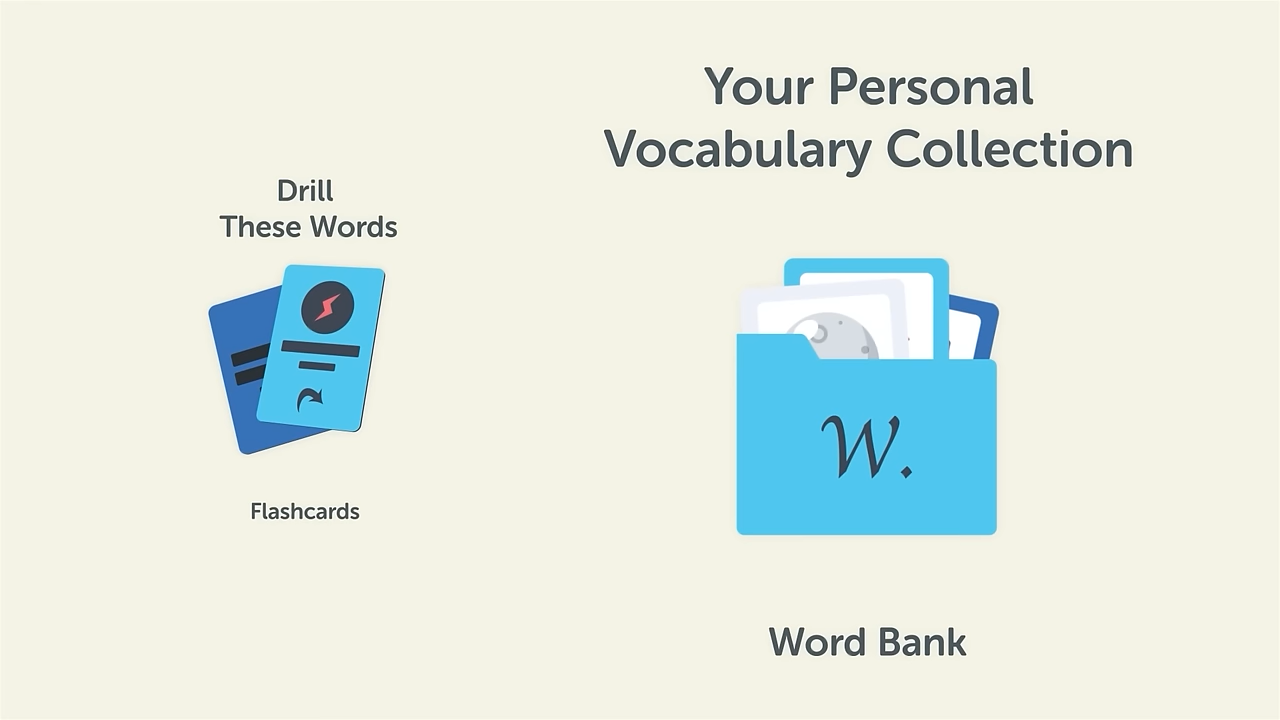 Drill
These Words
Flashcards
Your Personal
Vocabulary Collection
W.
Word Bank